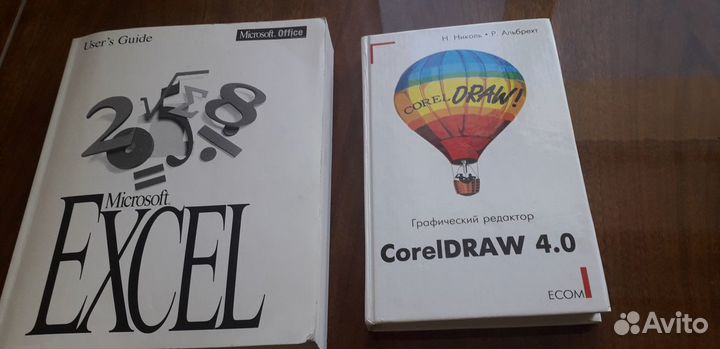 User's Guide
Microsoft Office
Microsoft
EXCEL
Н. Николь • Р. Альбрехт
COREL DRAW!
Графический редактор
CorelDRAW 4.0
ECOM
Avito